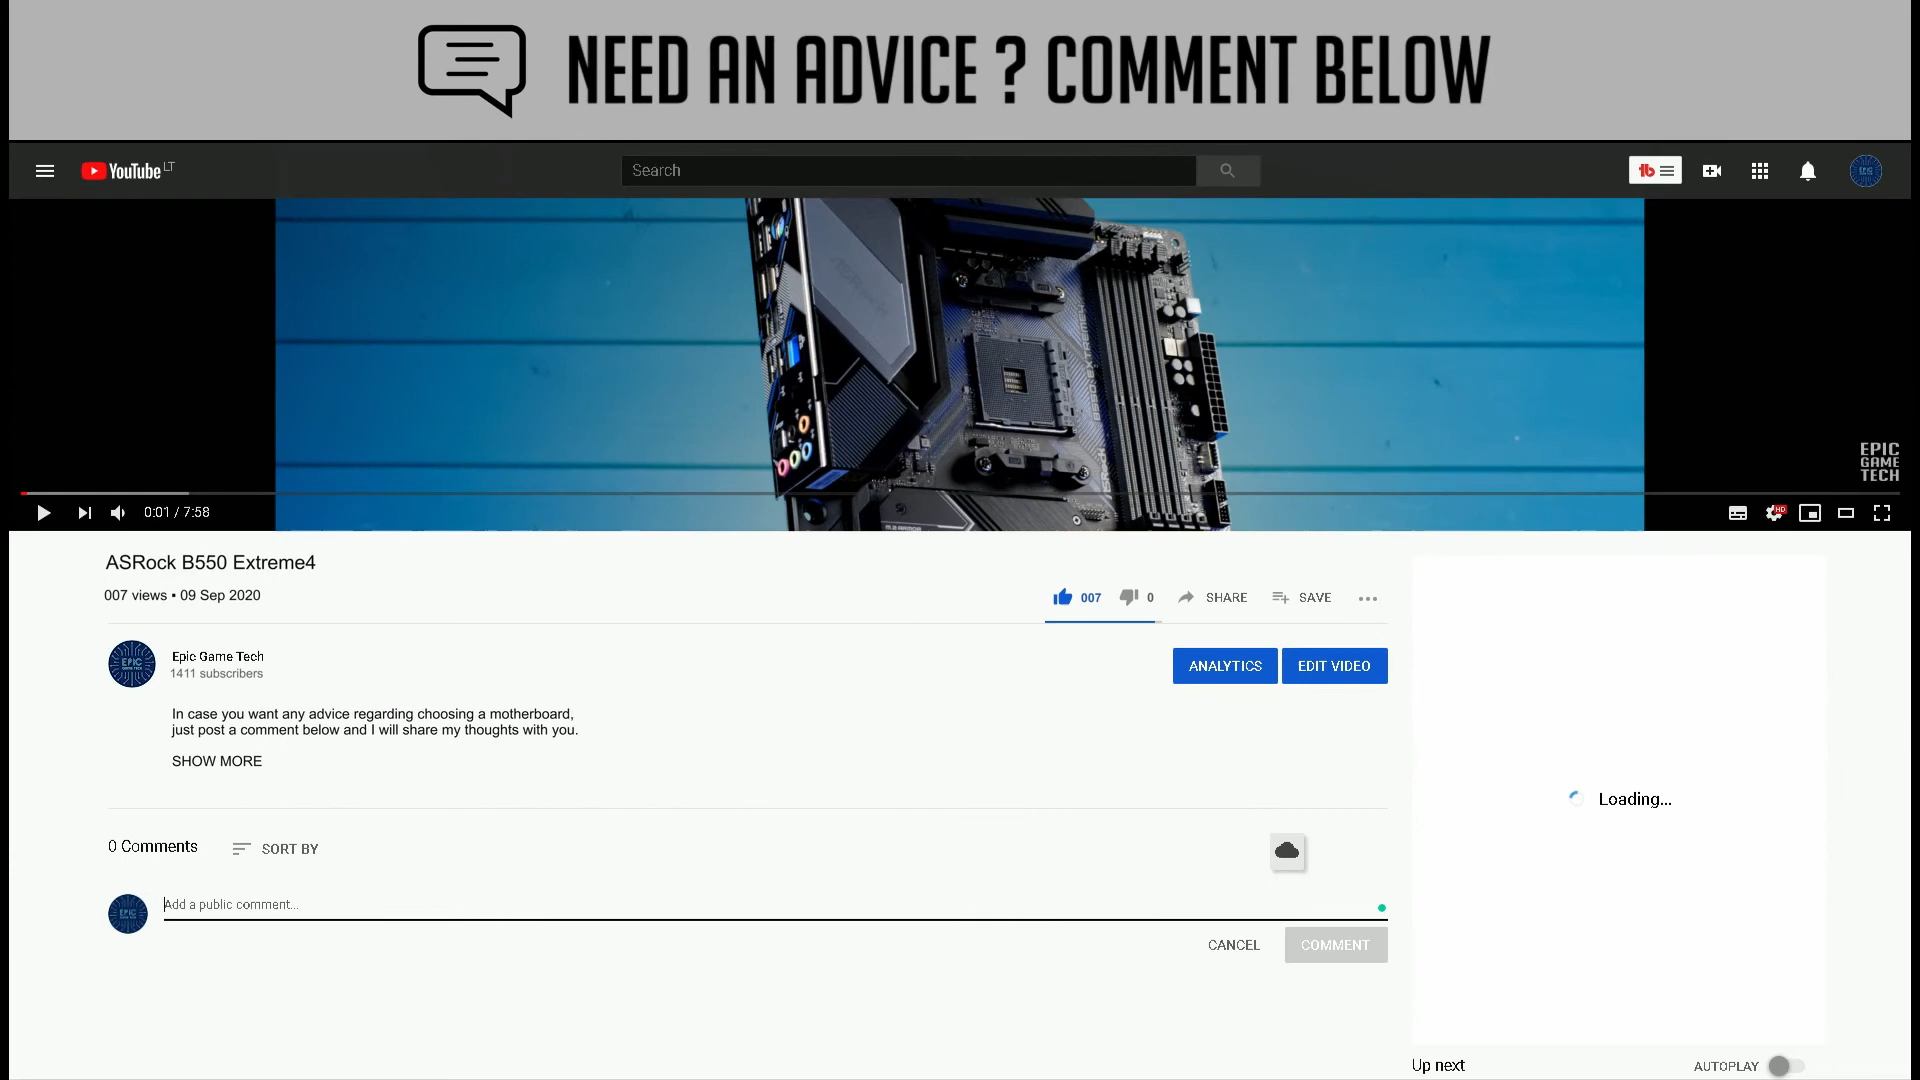 NEED AN ADVICE ? COMMENT BELOW
YouTube LT
Search
EPIC
GAME
TECH
0:01 / 7:58
HD
ASRock B550 Extreme4
007 views • 09 Sep 2020
007
0
SHARE
SAVE
Epic Game Tech
1411 subscribers
ANALYTICS
EDIT VIDEO
In case you want any advice regarding choosing a motherboard,
just post a comment below and I will share my thoughts with you.
SHOW MORE
Loading...
0 Comments
SORT BY
Add a public comment...
CANCEL
COMMENT
Up next
AUTOPLAY